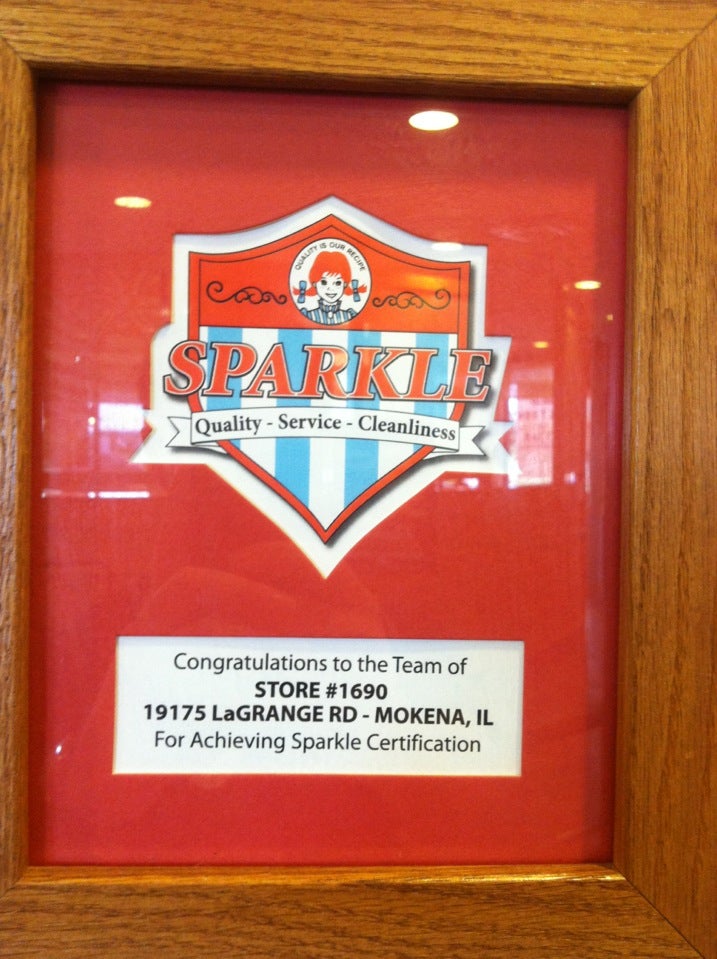 QUALITY IS OUR RECIPE
SPARKLE
Quality - Service - Cleanliness
Congratulations to the Team of
STORE #1690
19175 LaGRANGE RD - MOKENA, IL
For Achieving Sparkle Certification